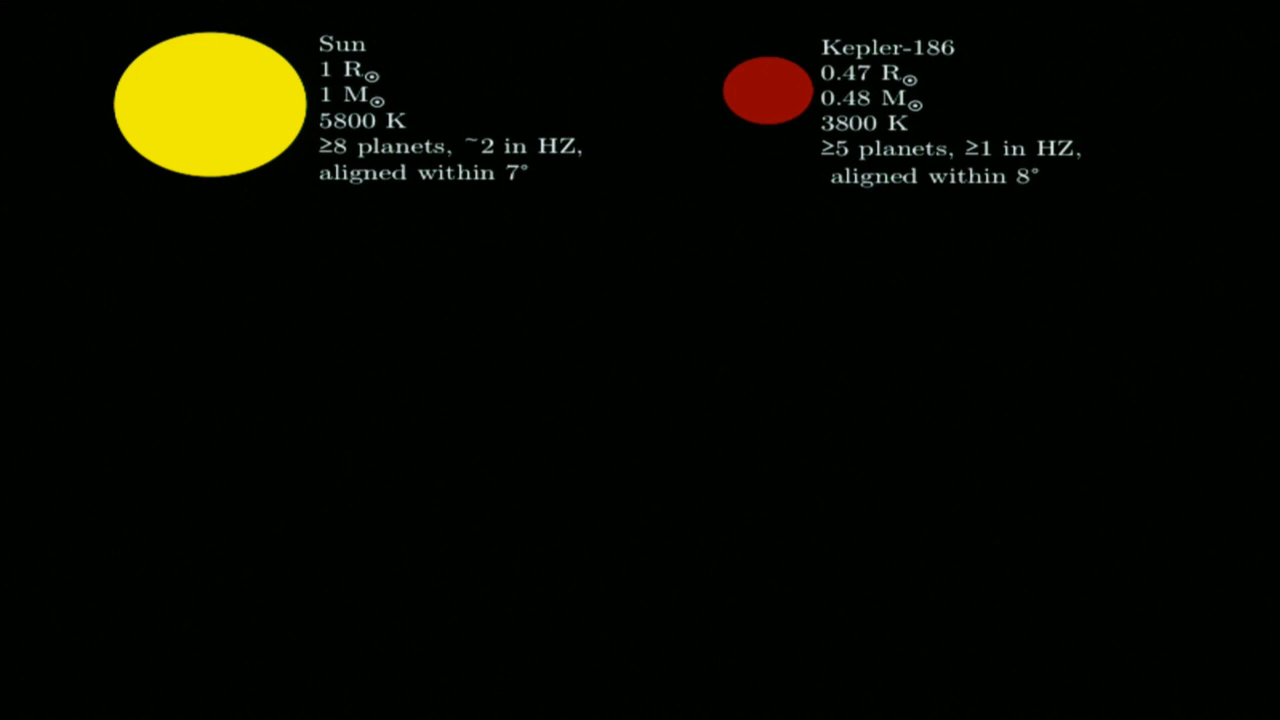 Sun
1 R☉
1 M☉
5800 K
≥8 planets, ~2 in HZ,
aligned within 7°
Kepler-186
0.47 R☉
0.48 M☉
3800 K
≥5 planets, ≥1 in HZ,
aligned within 8°